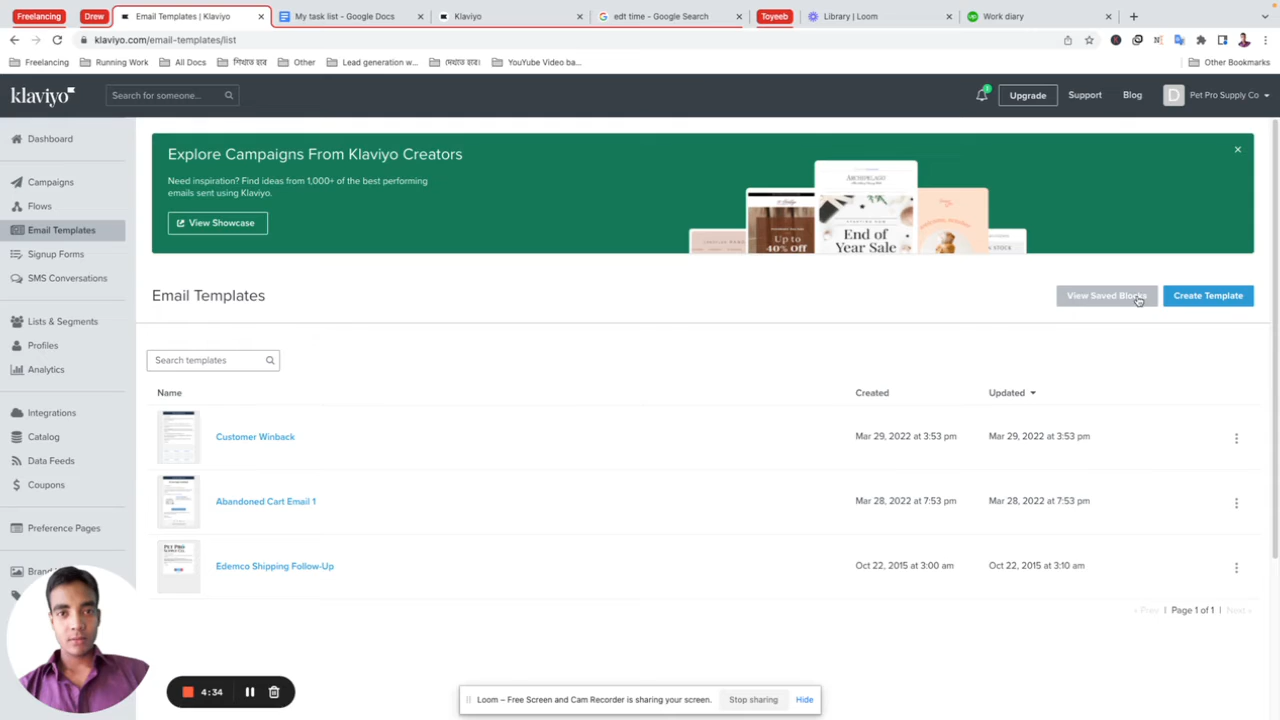 Freelancing
Drew
Email Templates | Klaviyo
My task list - Google Docs
Klaviyo
edt time - Google Search
Toyeeb
Library | Loom
Work diary
klaviyo.com/email-templates/list
Freelancing
Running Work
All Docs
শিখাতে হবে
Other
Lead generation w...
দেখতে হবে।
YouTube Video ba...
Other Bookmarks
klaviyo
Search for someone...
1
Upgrade
Support
Blog
D
Pet Pro Supply Co
Dashboard
Campaigns
Flows
Email Templates
Signup Forms
SMS Conversations
Lists & Segments
Profiles
Analytics
Integrations
Catalog
Data Feeds
Coupons
Preference Pages
Brand
Explore Campaigns From Klaviyo Creators
Need inspiration? Find ideas from 1,000+ of the best performing
emails sent using Klaviyo.
View Showcase
ARCHIPELAGO
Up to
40% Off
End of
Year Sale
STOCK
Email Templates
View Saved Blocks
Create Template
Search templates
Name
Created
Updated
Customer Winback
Mar 29, 2022 at 3:53 pm
Mar 29, 2022 at 3:53 pm
Abandoned Cart Email 1
Mar 28, 2022 at 7:53 pm
Mar 28, 2022 at 7:53 pm
Edemco Shipping Follow-Up
Oct 22, 2015 at 3:00 am
Oct 22, 2015 at 3:10 am
« Prev | Page 1 of 1 | Next »
4:34
Loom – Free Screen and Cam Recorder is sharing your screen.
Stop sharing
Hide